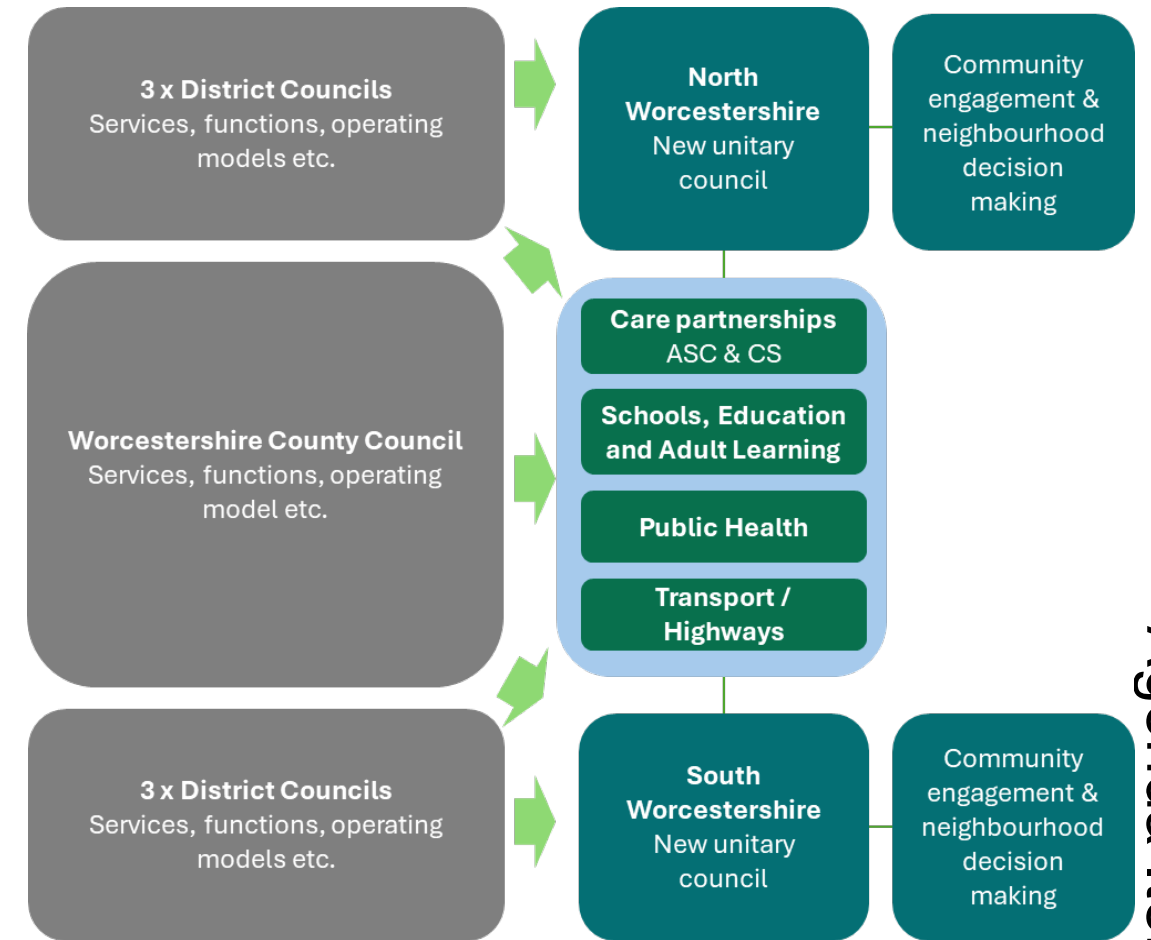 3 x District Councils
Services, functions, operating
models etc.
North
Worcestershire
New unitary
council
Community
engagement &
neighbourhood
decision
making
Worcestershire County Council
Services, functions, operating
model etc.
Care partnerships
ASC & CS
Schools, Education
and Adult Learning
Public Health
Transport /
Highways
3 x District Councils
Services, functions, operating
models etc.
South
Worcestershire
New unitary
council
Community
engagement &
neighbourhood
decision
making